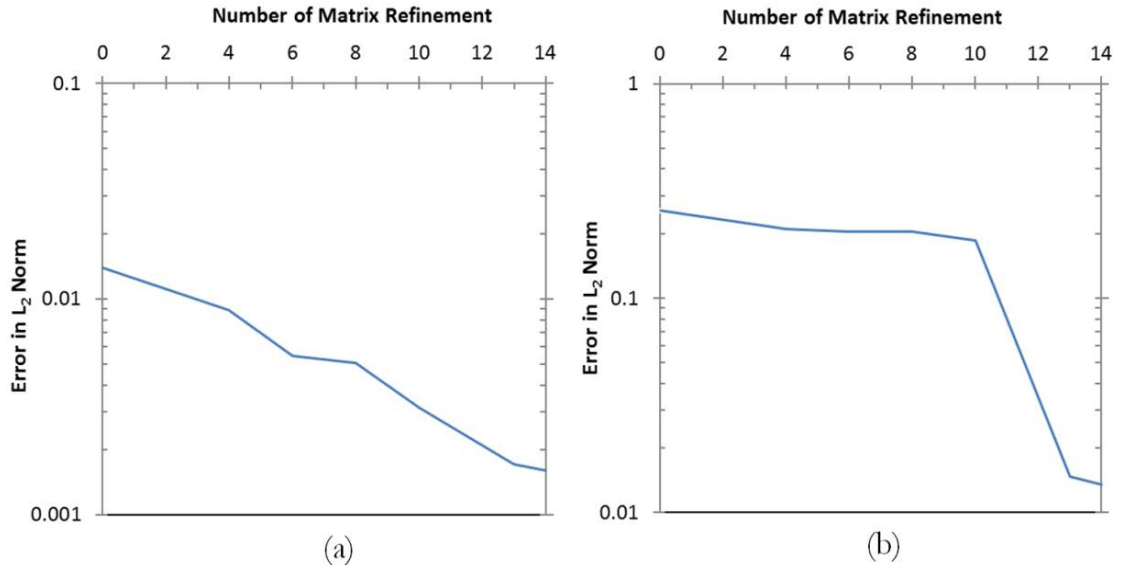 Number of Matrix Refinement
0 2 4 6 8 10 12 14
0.1
0.01
0.001
Error in L₂ Norm
(a)
Number of Matrix Refinement
0 2 4 6 8 10 12 14
1
0.1
0.01
Error in L₂ Norm
(b)